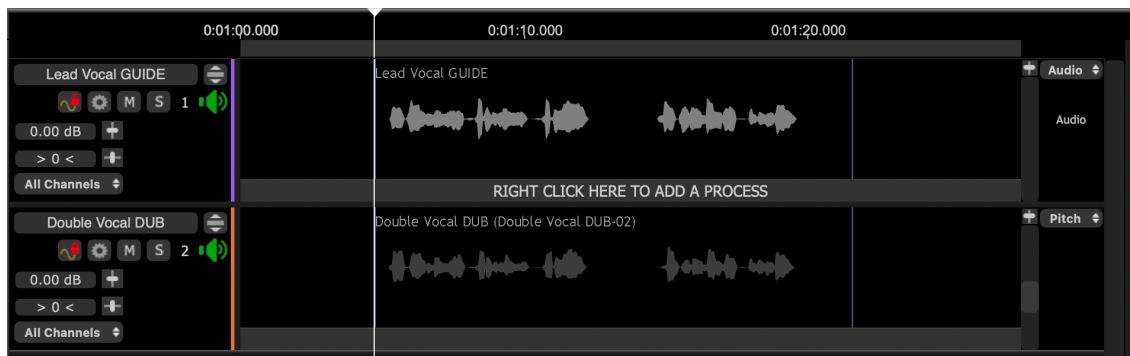 0:01:00.000 0:01:10.000 0:01:20.000
Lead Vocal GUIDE
Lead Vocal GUIDE
Audio
M S 1
Audio
0.00 dB
> 0 <
All Channels
RIGHT CLICK HERE TO ADD A PROCESS
Double Vocal DUB
Double Vocal DUB (Double Vocal DUB-02)
Pitch
M S 2
0.00 dB
> 0 <
All Channels